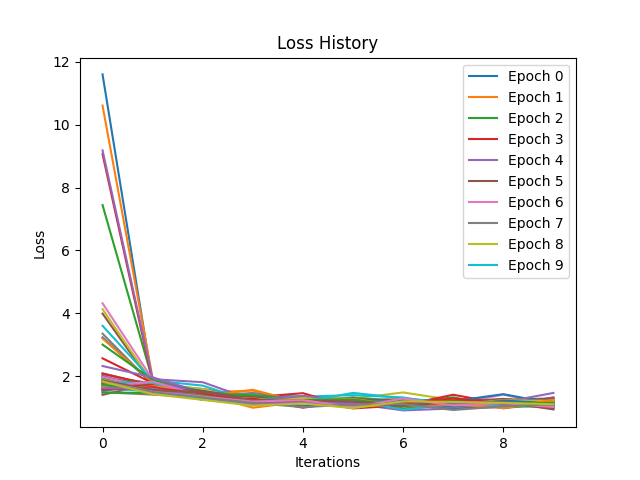 Loss History
12
10
8
6
4
2
Loss
0
2
4
6
8
Iterations
Epoch 0
Epoch 1
Epoch 2
Epoch 3
Epoch 4
Epoch 5
Epoch 6
Epoch 7
Epoch 8
Epoch 9